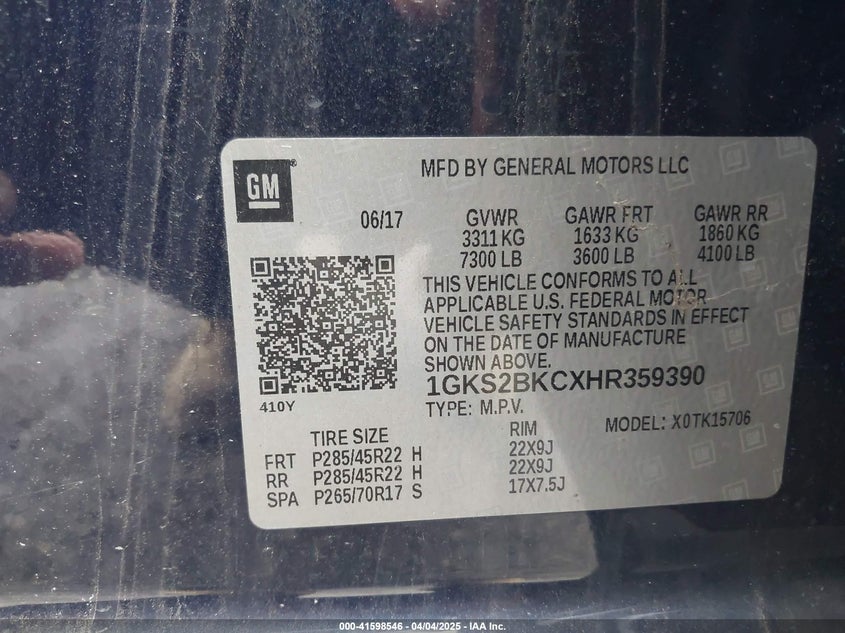 GM
MFD BY GENERAL MOTORS LLC
06/17 GVWR GAWR FRT GAWR RR
3311 KG 1633 KG 1860 KG
7300 LB 3600 LB 4100 LB
THIS VEHICLE CONFORMS TO ALL
APPLICABLE U.S. FEDERAL MOTOR
VEHICLE SAFETY STANDARDS IN EFFECT
ON THE DATE OF MANUFACTURE
SHOWN ABOVE.
1GKS2BKCXHR359390
410Y
TYPE: M.P.V. MODEL: X0TK15706
TIRE SIZE RIM
FRT P285/45R22 H 22X9J
RR P285/45R22 H 22X9J
SPA P265/70R17 S 17X7.5J
000-41598546 - 04/04/2025 - IAA Inc.